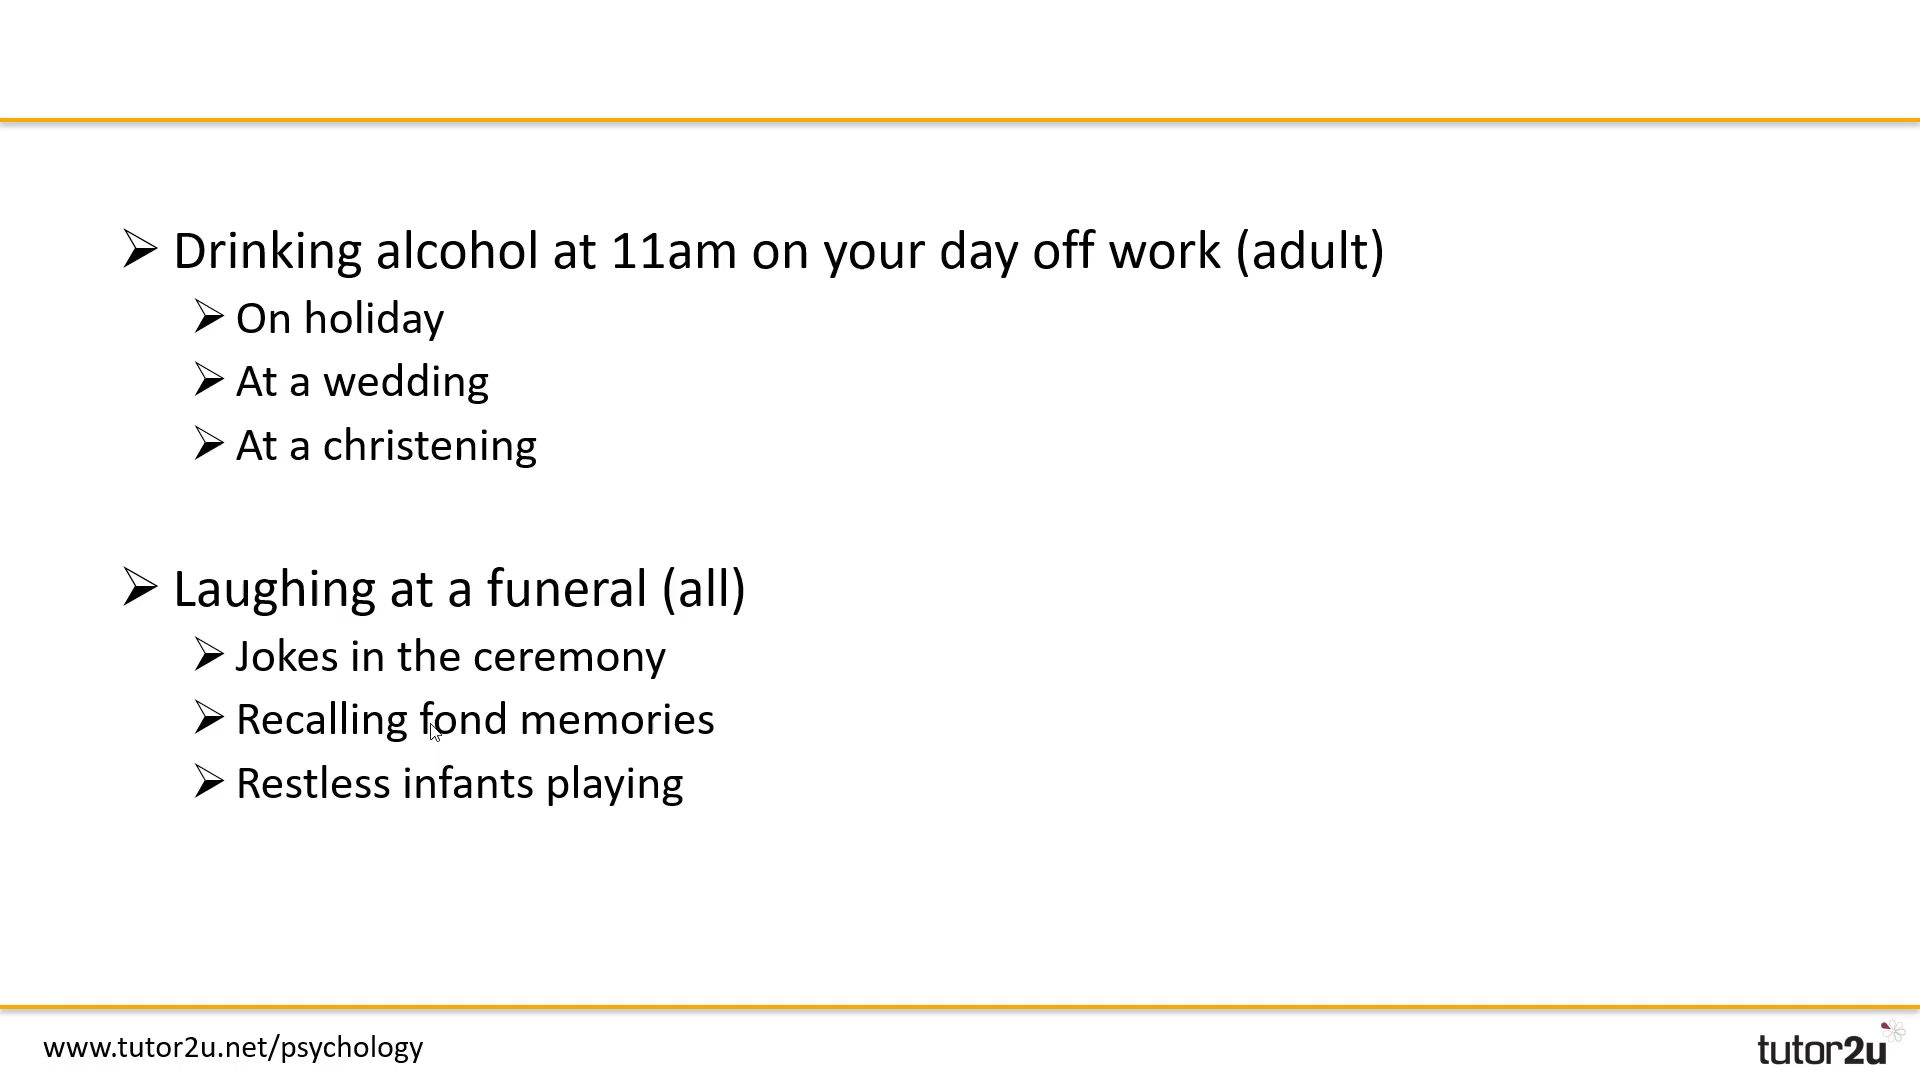 Drinking alcohol at 11am on your day off work (adult)
On holiday
At a wedding
At a christening
Laughing at a funeral (all)
Jokes in the ceremony
Recalling fond memories
Restless infants playing
www.tutor2u.net/psychology
tutor2u